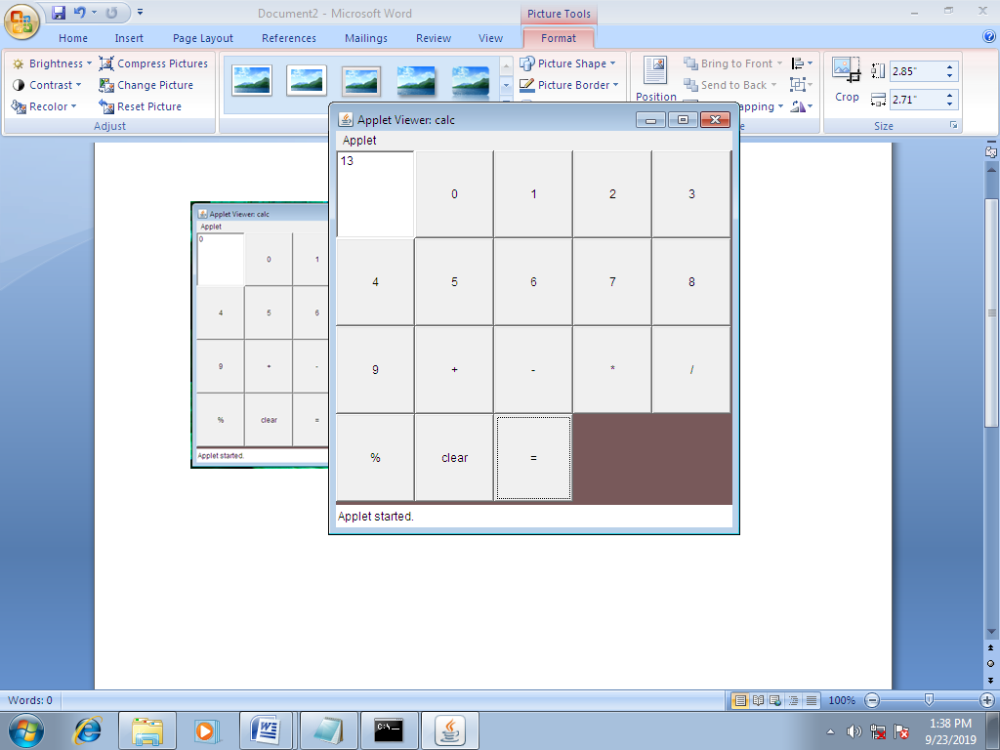 Document2 - Microsoft Word
Picture Tools
Home Insert Page Layout References Mailings Review View Format
Brightness Compress Pictures Picture Shape Bring to Front 2.85"
Contrast Change Picture Picture Border Send to Back
Recolor Reset Picture Position Crop 2.71"
Adjust Size
Applet Viewer: calc
Applet
13 0 1 2 3
4 5 6 7 8
9 + - * /
% clear =
Applet started.
Applet Viewer: calc
Applet
0 0 1
4 5 6
9 + -
% clear =
Applet started.
Words: 0 100%
C:\
1:38 PM
9/23/2019